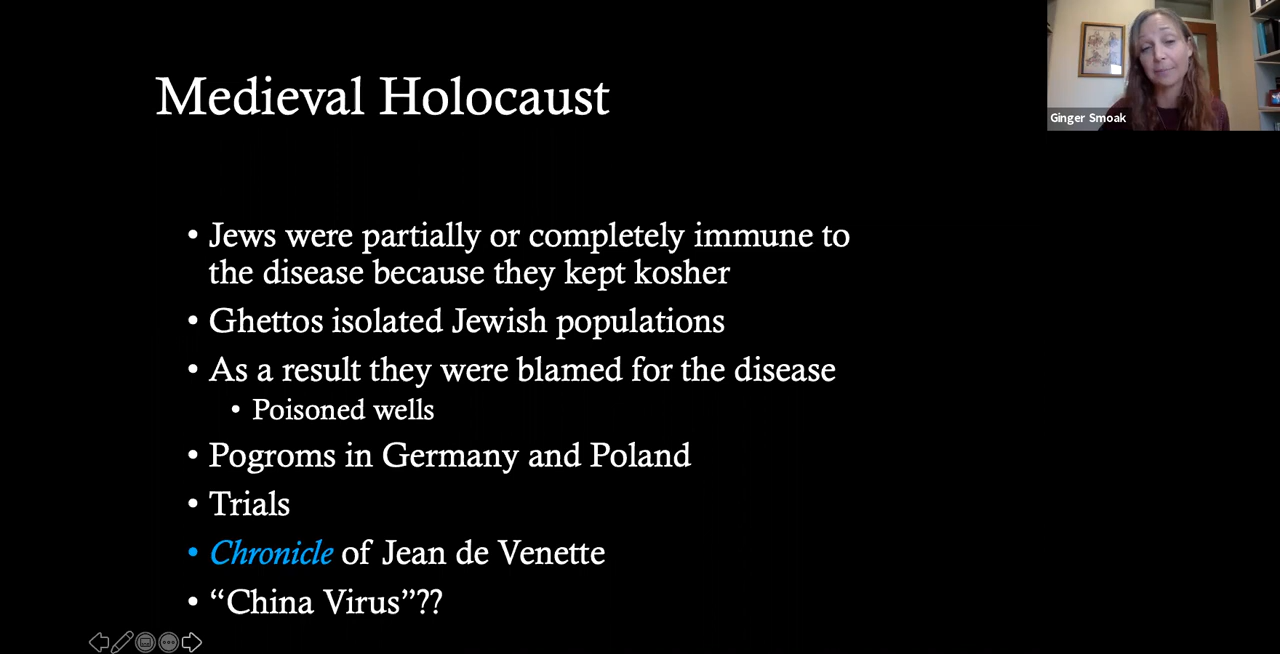 Medieval Holocaust
Ginger Smoak
• Jews were partially or completely immune to
the disease because they kept kosher
• Ghettos isolated Jewish populations
• As a result they were blamed for the disease
• Poisoned wells
• Pogroms in Germany and Poland
• Trials
• Chronicle of Jean de Venette
• “China Virus”??